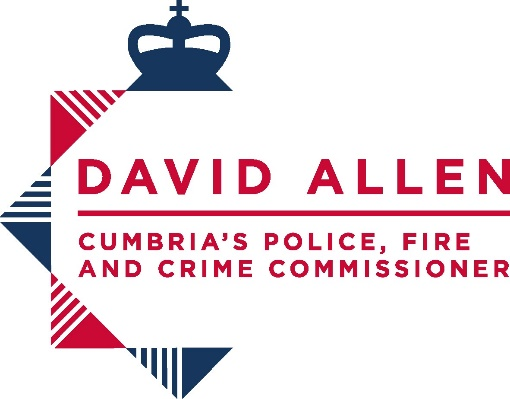 DAVID ALLEN
CUMBRIA'S POLICE, FIRE
AND CRIME COMMISSIONER